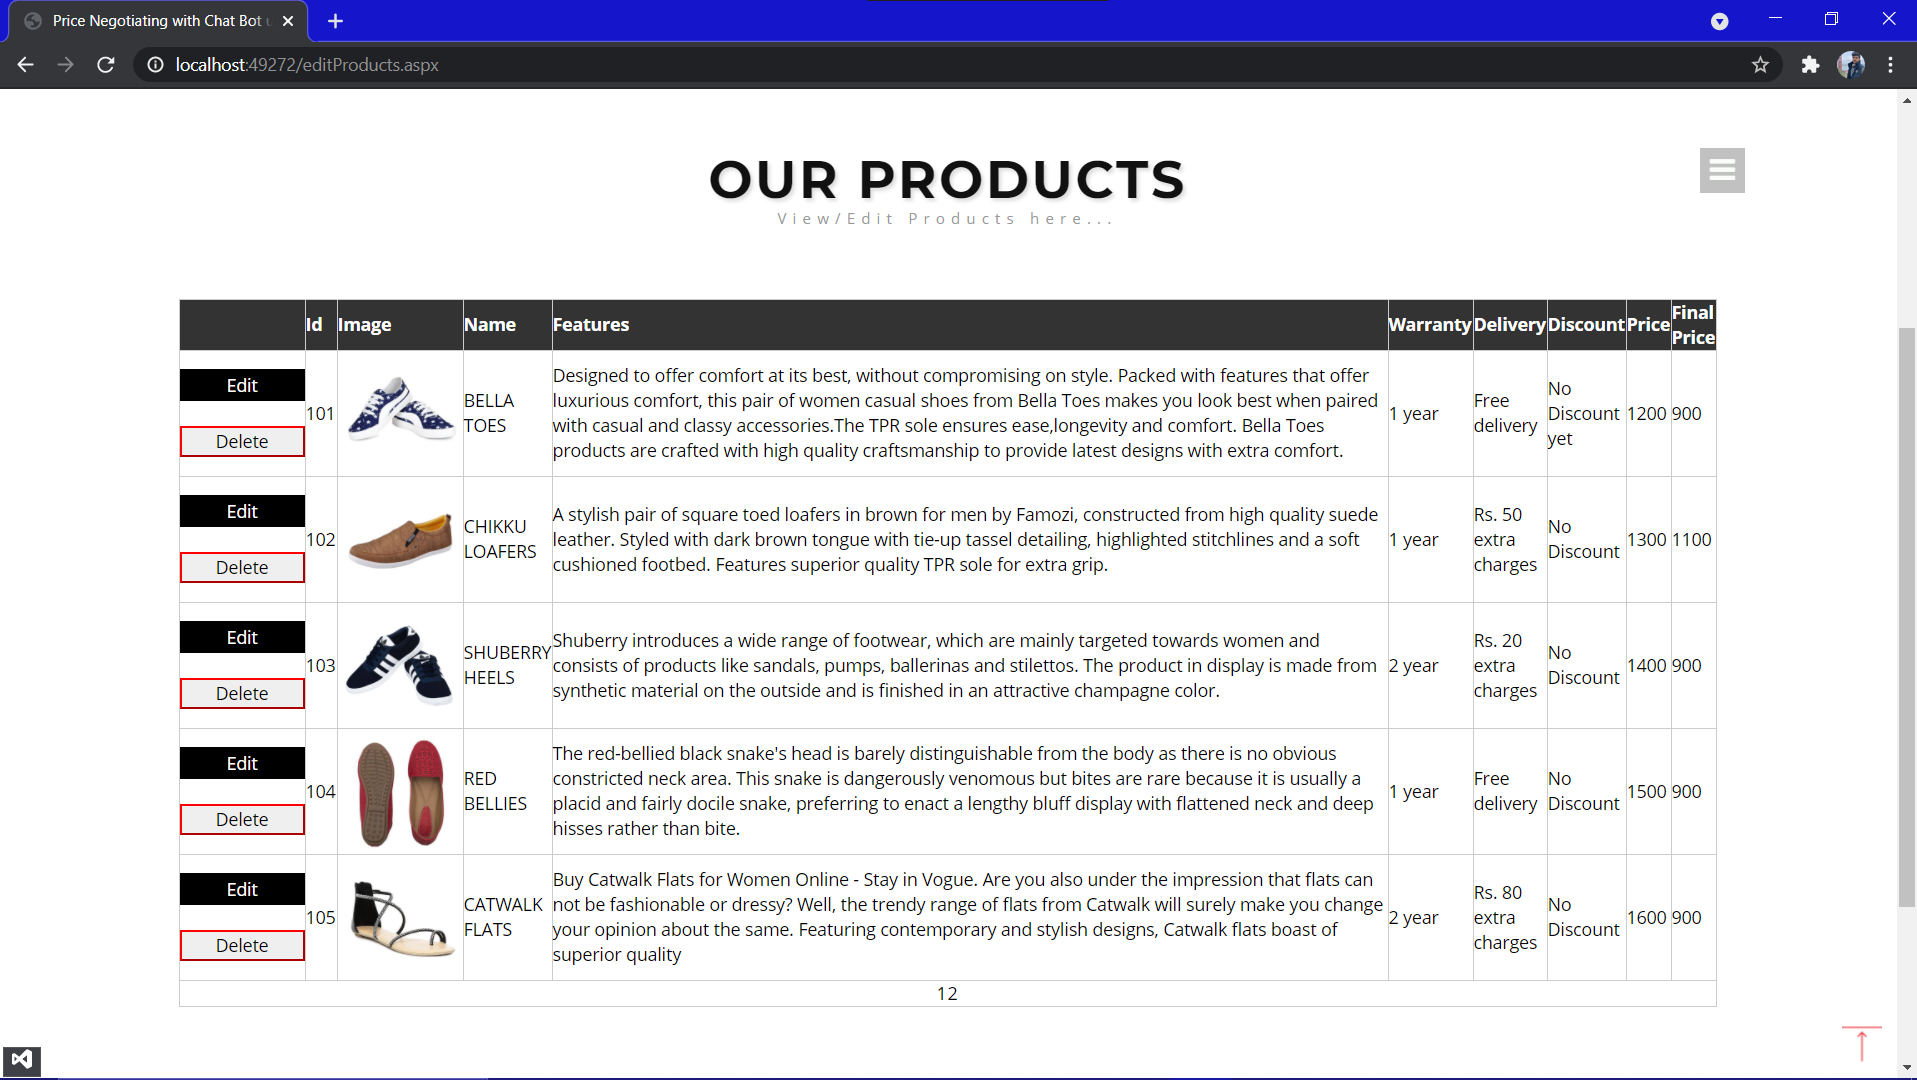 Price Negotiating with Chat Bot
localhost:49272/editProducts.aspx
OUR PRODUCTS
View/Edit Products here...
Id Image Name Features Warranty Delivery Discount Price Final Price
Edit
Delete
101
BELLA
TOES
Designed to offer comfort at its best, without compromising on style. Packed with features that offer
luxurious comfort, this pair of women casual shoes from Bella Toes makes you look best when paired
with casual and classy accessories.The TPR sole ensures ease,longevity and comfort. Bella Toes
products are crafted with high quality craftsmanship to provide latest designs with extra comfort.
1 year
Free
delivery
No
Discount
yet
1200
900
Edit
Delete
102
CHIKKU
LOAFERS
A stylish pair of square toed loafers in brown for men by Famozi, constructed from high quality suede
leather. Styled with dark brown tongue with tie-up tassel detailing, highlighted stitchlines and a soft
cushioned footbed. Features superior quality TPR sole for extra grip.
1 year
Rs. 50
extra
charges
No
Discount
1300
1100
Edit
Delete
103
SHUBERRY
HEELS
Shuberry introduces a wide range of footwear, which are mainly targeted towards women and
consists of products like sandals, pumps, ballerinas and stilettos. The product in display is made from
synthetic material on the outside and is finished in an attractive champagne color.
2 year
Rs. 20
extra
charges
No
Discount
1400
900
Edit
Delete
104
RED
BELLIES
The red-bellied black snake's head is barely distinguishable from the body as there is no obvious
constricted neck area. This snake is dangerously venomous but bites are rare because it is usually a
placid and fairly docile snake, preferring to enact a lengthy bluff display with flattened neck and deep
hisses rather than bite.
1 year
Free
delivery
No
Discount
1500
900
Edit
Delete
105
CATWALK
FLATS
Buy Catwalk Flats for Women Online - Stay in Vogue. Are you also under the impression that flats can
not be fashionable or dressy? Well, the trendy range of flats from Catwalk will surely make you change
your opinion about the same. Featuring contemporary and stylish designs, Catwalk flats boast of
superior quality
2 year
Rs. 80
extra
charges
No
Discount
1600
900
12